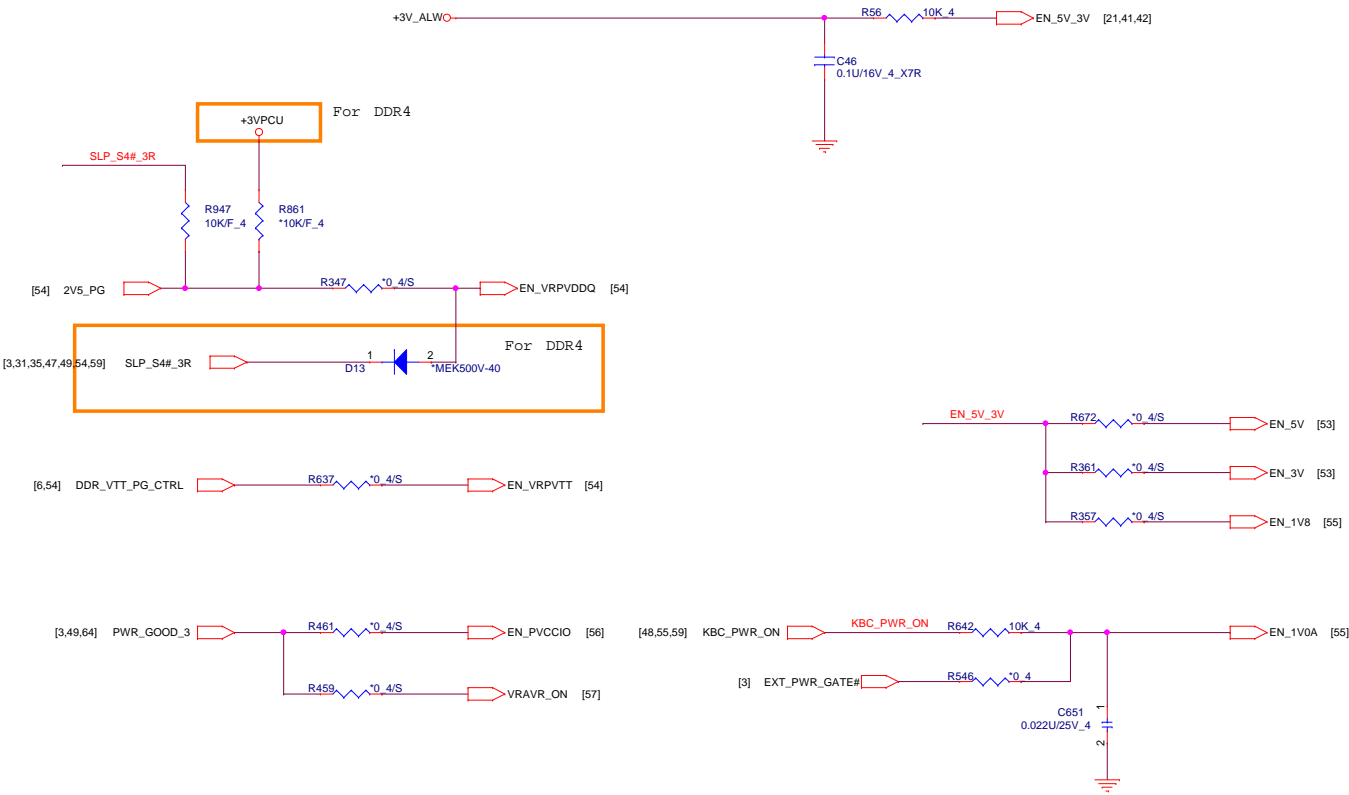 +3V_ALW
R56 10K_4
EN_5V_3V [21,41,42]
C46
0.1U/16V_4_X7R
+3VPCU
For DDR4
SLP_S4#_3R
R947
10K/F_4
R861
*10K/F_4
[54] 2V5_PG
R347 *0_4/S
EN_VRPVDDQ [54]
For DDR4
[3,31,35,47,49,54,59] SLP_S4#_3R
1 2
D13 *MEK500V-40
EN_5V_3V
R672 *0_4/S
EN_5V [53]
R361 *0_4/S
EN_3V [53]
R357 *0_4/S
EN_1V8 [55]
[6,54] DDR_VTT_PG_CTRL
R637 *0_4/S
EN_VRPVTT [54]
[3,49,64] PWR_GOOD_3
R461 *0_4/S
EN_PVCCIO [56]
R459 *0_4/S
VRAVR_ON [57]
[48,55,59] KBC_PWR_ON
KBC_PWR_ON
R642 10K_4
EN_1V0A [55]
[3] EXT_PWR_GATE#
R546 *0_4
C651
0.022U/25V_4
1
2